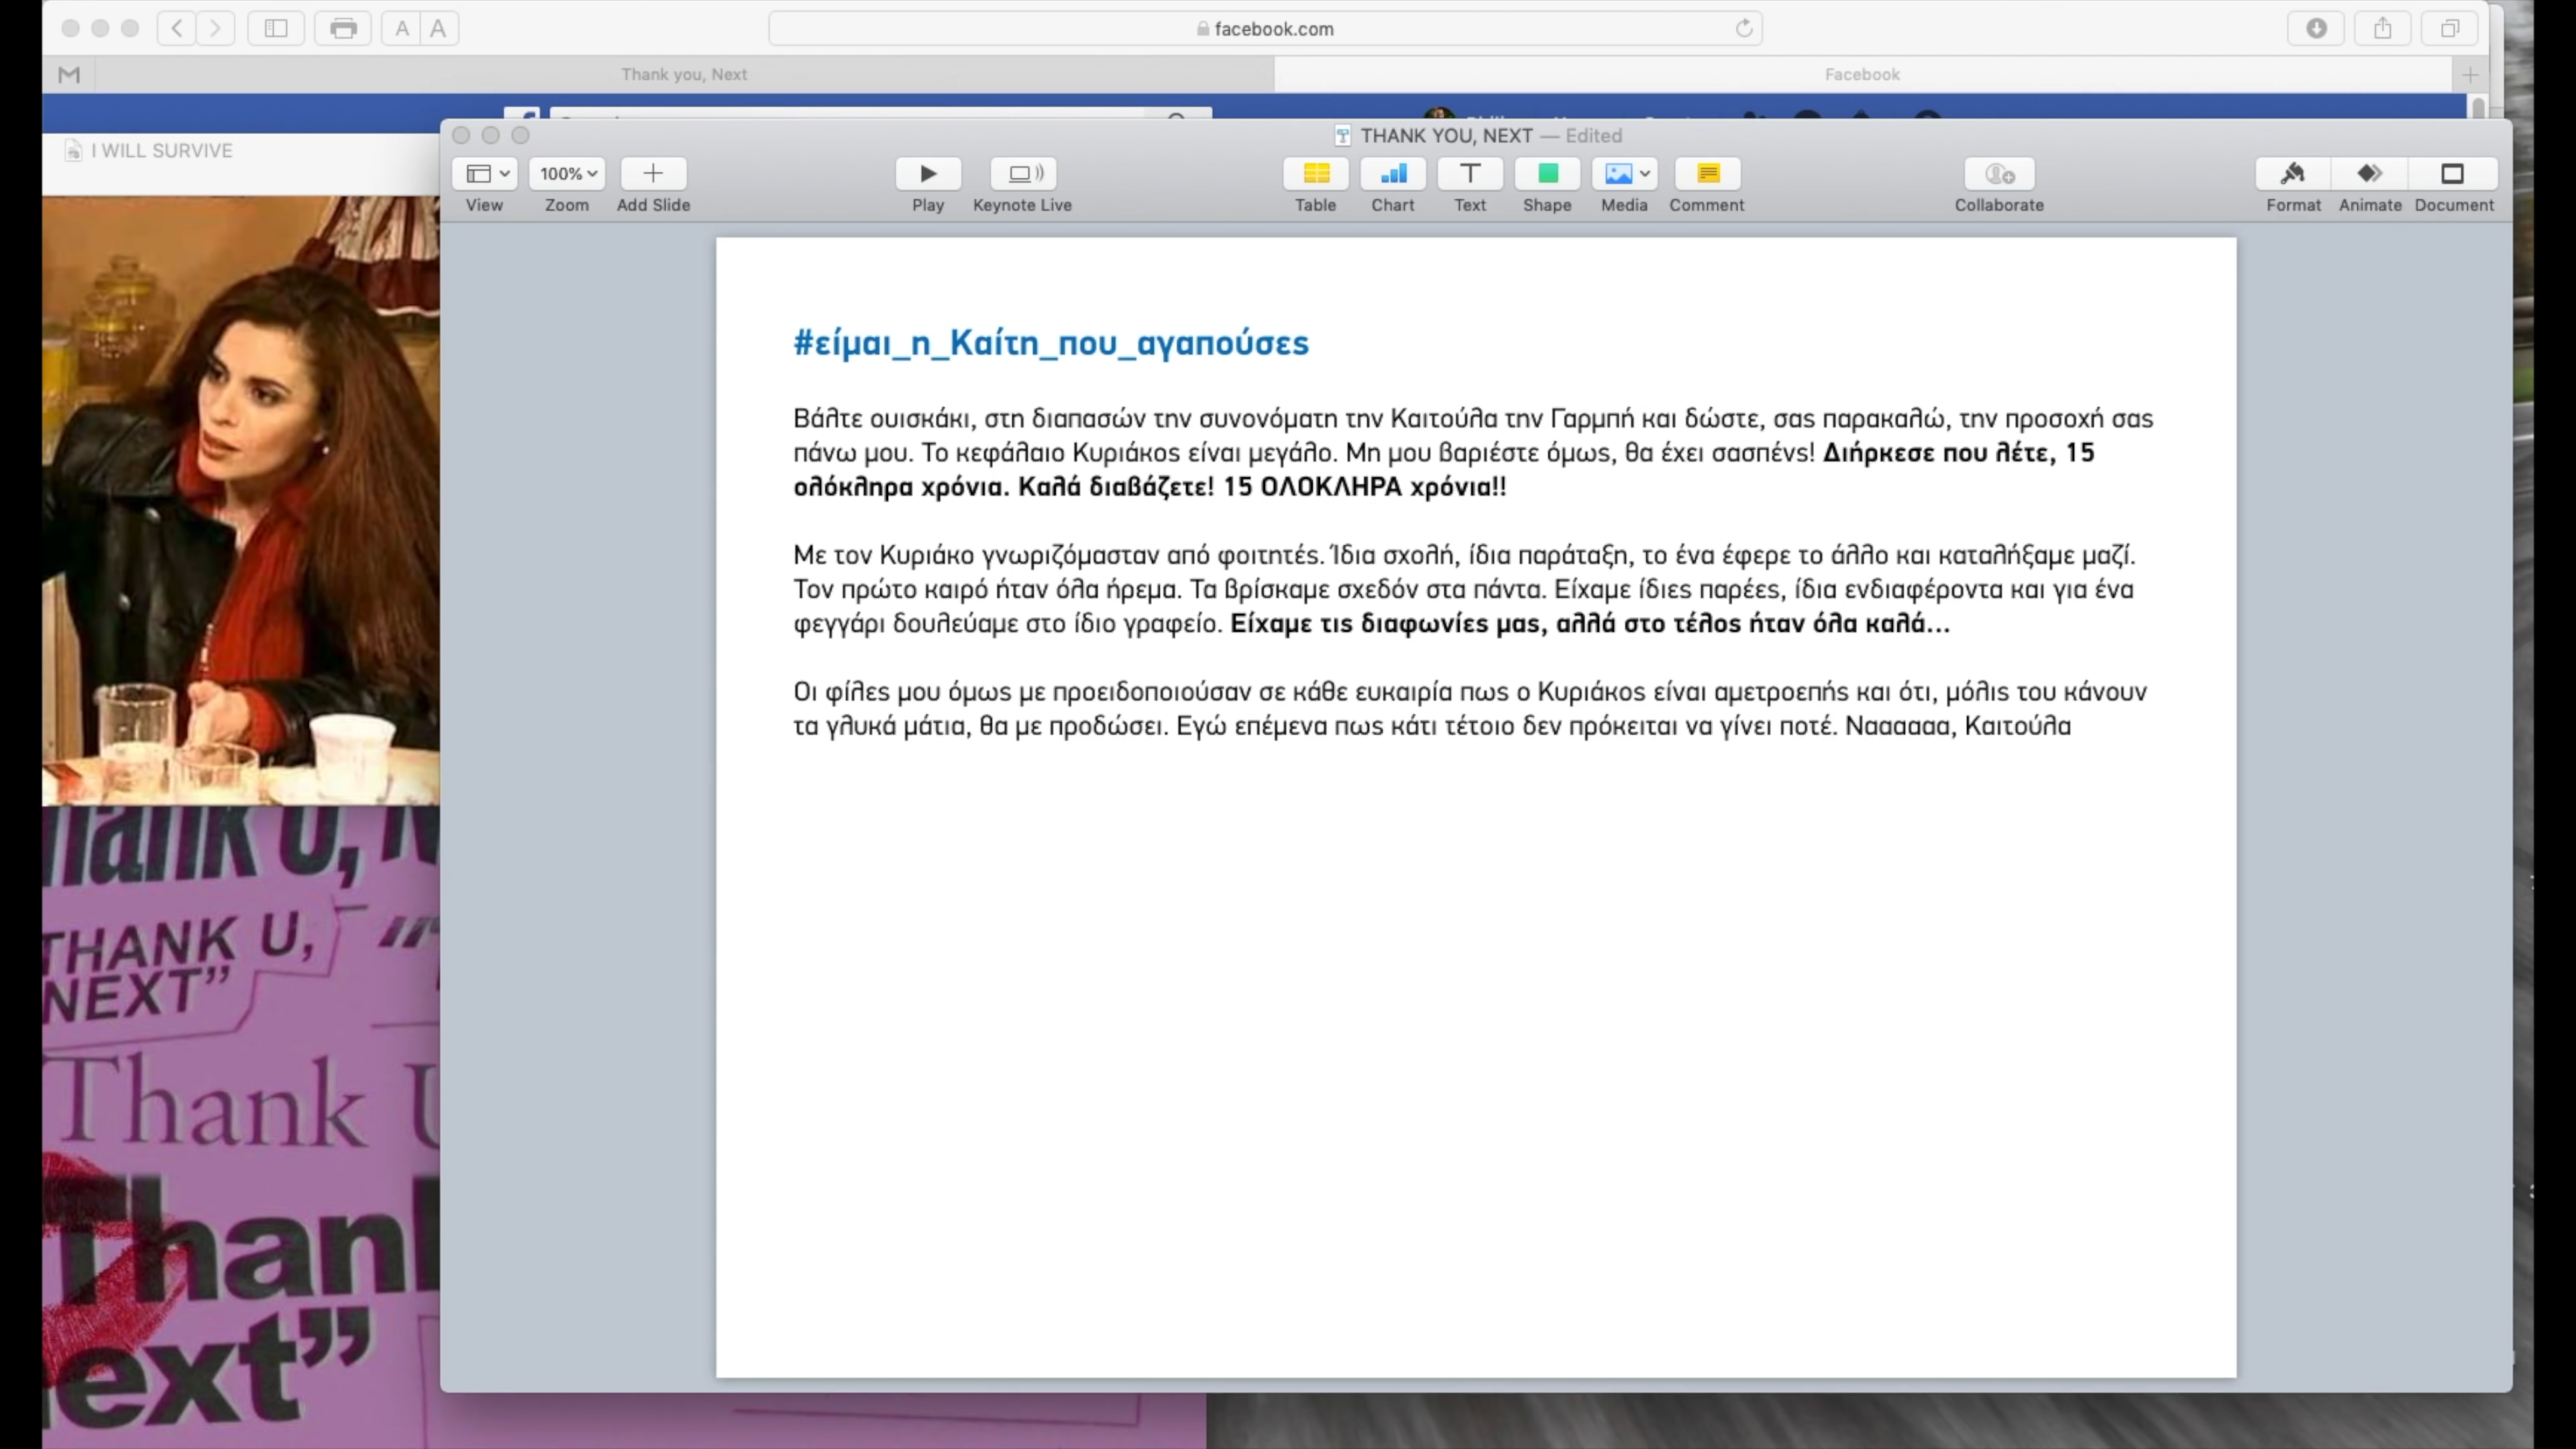 facebook.com
Thank you, Next
Facebook
I WILL SURVIVE
THANK YOU, NEXT — Edited
100%
View
Zoom
Add Slide
Play
Keynote Live
Table
Chart
Text
Shape
Media
Comment
Collaborate
Format
Animate
Document
#είμαι_η_Καίτη_που_αγαπούσες
Βάλτε ουισκάκι, στη διαπασών την συνονόματη την Καιτούλα την Γαρμπή και δώστε, σας παρακαλώ, την προσοχή σας
πάνω μου. Το κεφάλαιο Κυριάκος είναι μεγάλο. Μη μου βαριέστε όμως, θα έχει σασπένς! Διήρκεσε που λέτε, 15
ολόκληρα χρόνια. Καλά διαβάζετε! 15 ΟΛΟΚΛΗΡΑ χρόνια!!
Με τον Κυριάκο γνωριζόμασταν από φοιτητές. Ίδια σχολή, ίδια παράταξη, το ένα έφερε το άλλο και καταλήξαμε μαζί.
Τον πρώτο καιρό ήταν όλα ήρεμα. Τα βρίσκαμε σχεδόν στα πάντα. Είχαμε ίδιες παρέες, ίδια ενδιαφέροντα και για ένα
φεγγάρι δουλεύαμε στο ίδιο γραφείο. Είχαμε τις διαφωνίες μας, αλλά στο τέλος ήταν όλα καλά...
Οι φίλες μου όμως με προειδοποιούσαν σε κάθε ευκαιρία πως ο Κυριάκος είναι αμετροεπής και ότι, μόλις του κάνουν
τα γλυκά μάτια, θα με προδώσει. Εγώ επέμενα πως κάτι τέτοιο δεν πρόκειται να γίνει ποτέ. Νααααααα, Καιτούλα
hank U, N
THANK U,
NEXT”
Thank U
Thank
ext”